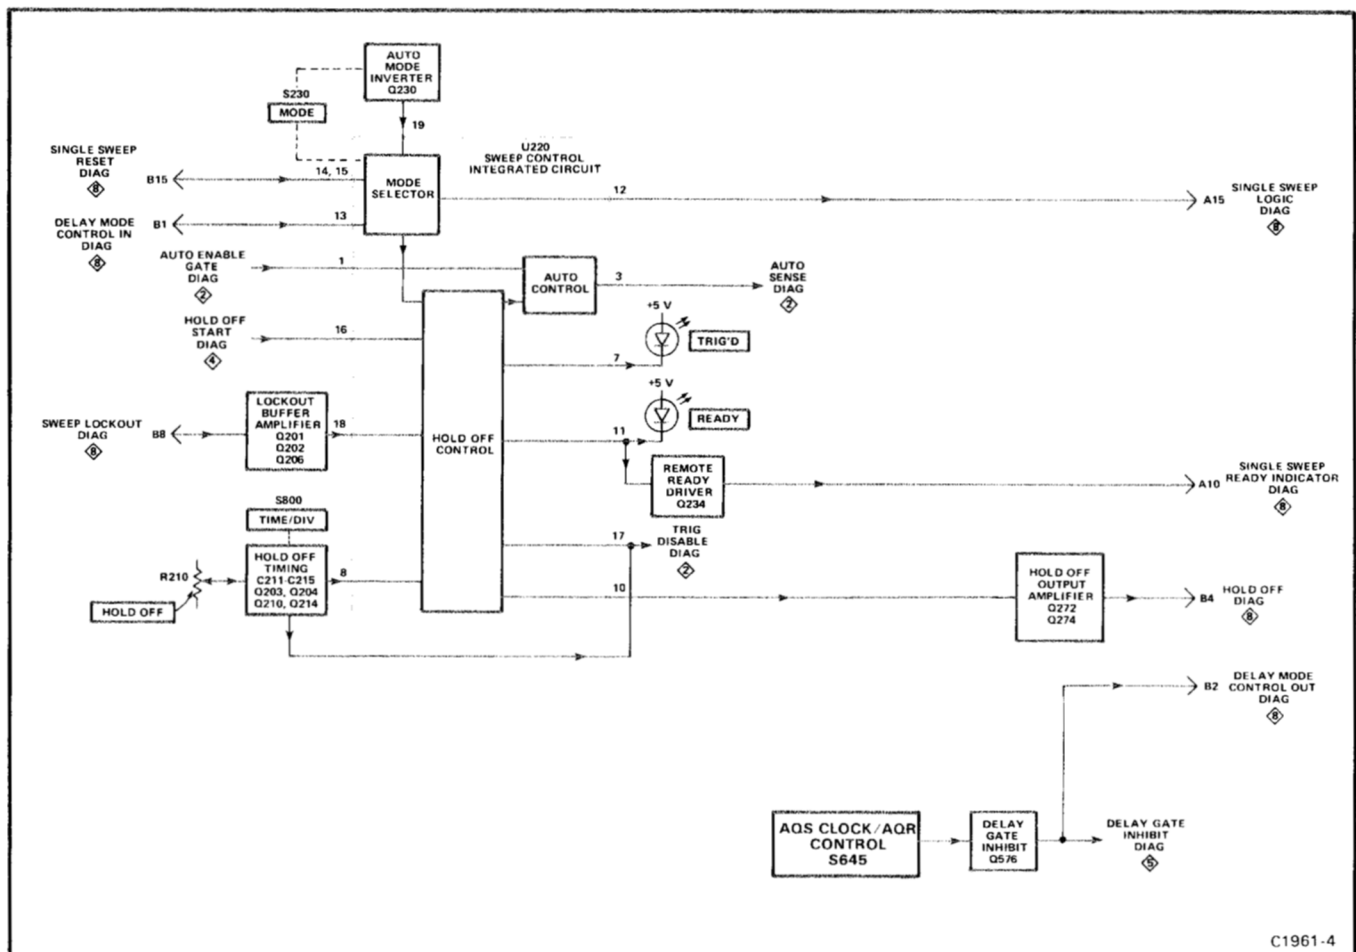 AUTO
MODE
INVERTER
Q230
S230
MODE
19
U220
SWEEP CONTROL
INTEGRATED CIRCUIT
SINGLE SWEEP
RESET
DIAG
8
B15
14, 15
MODE
SELECTOR
12
A15
SINGLE SWEEP
LOGIC
DIAG
8
DELAY MODE
CONTROL IN
DIAG
8
B1
13
AUTO ENABLE
GATE
DIAG
2
1
AUTO
CONTROL
3
AUTO
SENSE
DIAG
2
HOLD OFF
START
DIAG
4
16
+5 V
TRIG'D
7
+5 V
READY
11
SWEEP LOCKOUT
DIAG
8
B8
LOCKOUT
BUFFER
AMPLIFIER
Q201
Q202
Q206
18
HOLD OFF
CONTROL
REMOTE
READY
DRIVER
Q234
A10
SINGLE SWEEP
READY INDICATOR
DIAG
8
S800
TIME/DIV
17
TRIG
DISABLE
DIAG
2
R210
HOLD OFF
HOLD OFF
TIMING
C211-C215
Q203, Q204
Q210, Q214
8
10
HOLD OFF
OUTPUT
AMPLIFIER
Q272
Q274
B4
HOLD OFF
DIAG
8
B2
DELAY MODE
CONTROL OUT
DIAG
8
AQS CLOCK/AQR
CONTROL
S645
DELAY
GATE
INHIBIT
Q576
DELAY GATE
INHIBIT
DIAG
5
C1961-4